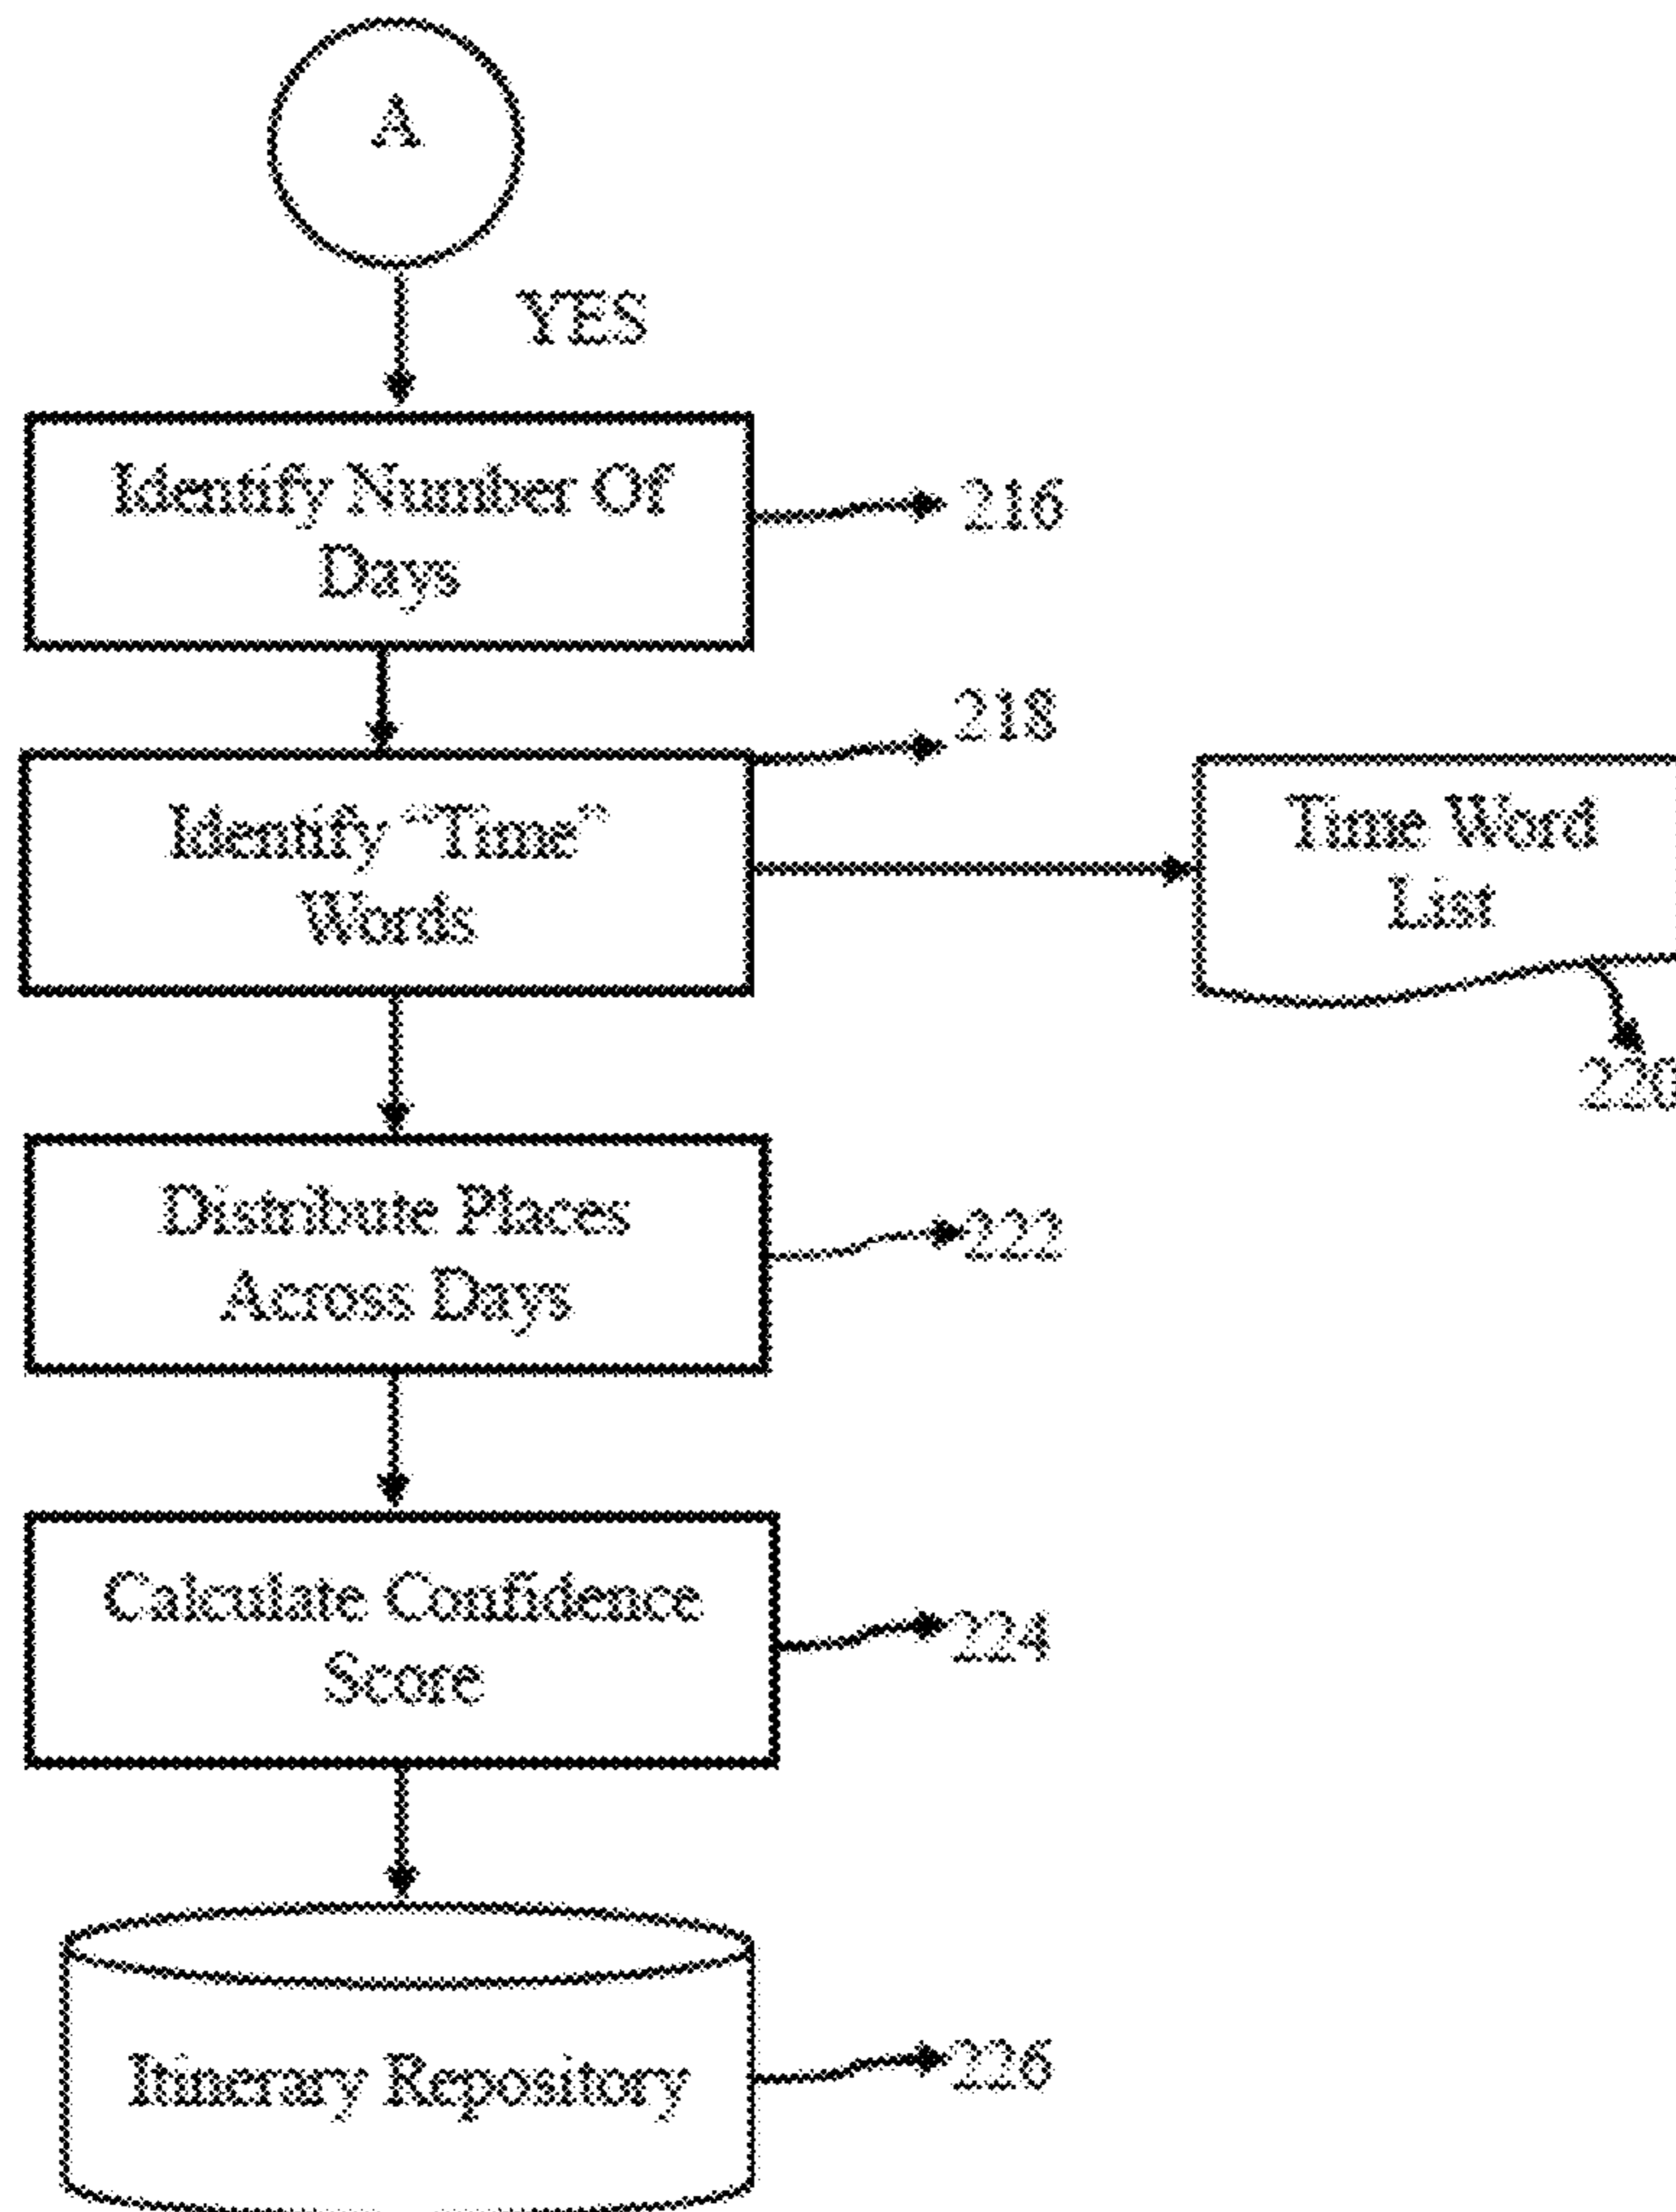 A
YES
Identify Number Of
Days
216
218
Identify "Time"
Words
Time Word
List
220
Distribute Places
Across Days
222
Calculate Confidence
Score
224
Itinerary Repository
226